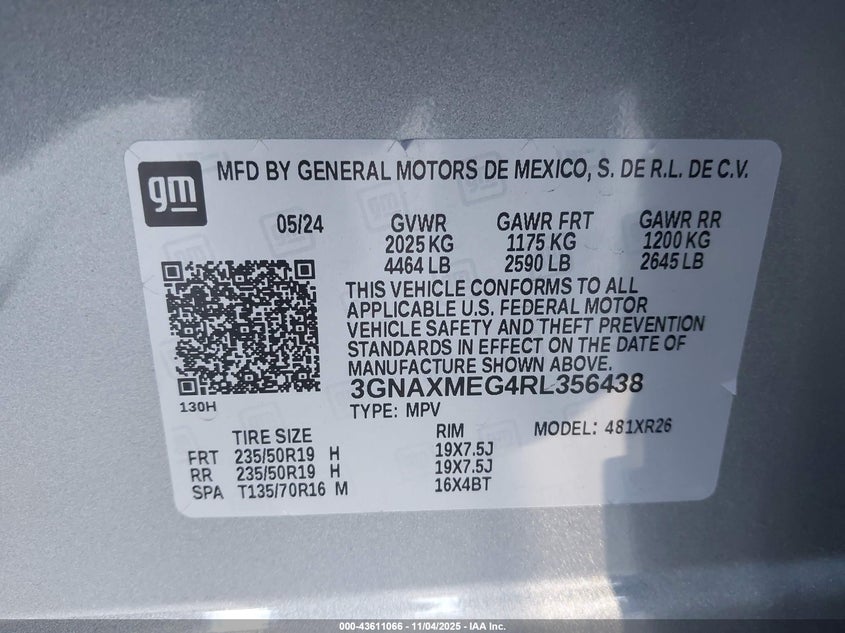 gm MFD BY GENERAL MOTORS DE MEXICO, S. DE R.L. DE C.V.
05/24 GVWR GAWR FRT GAWR RR
2025 KG 1175 KG 1200 KG
4464 LB 2590 LB 2645 LB
THIS VEHICLE CONFORMS TO ALL
APPLICABLE U.S. FEDERAL MOTOR
VEHICLE SAFETY AND THEFT PREVENTION
STANDARDS IN EFFECT ON THE DATE OF
MANUFACTURE SHOWN ABOVE.
3GNAXMEG4RL356438
130H
TYPE: MPV MODEL: 481XR26
TIRE SIZE RIM
FRT 235/50R19 H 19X7.5J
RR 235/50R19 H 19X7.5J
SPA T135/70R16 M 16X4BT
000-43611066 - 11/04/2025 - IAA Inc.